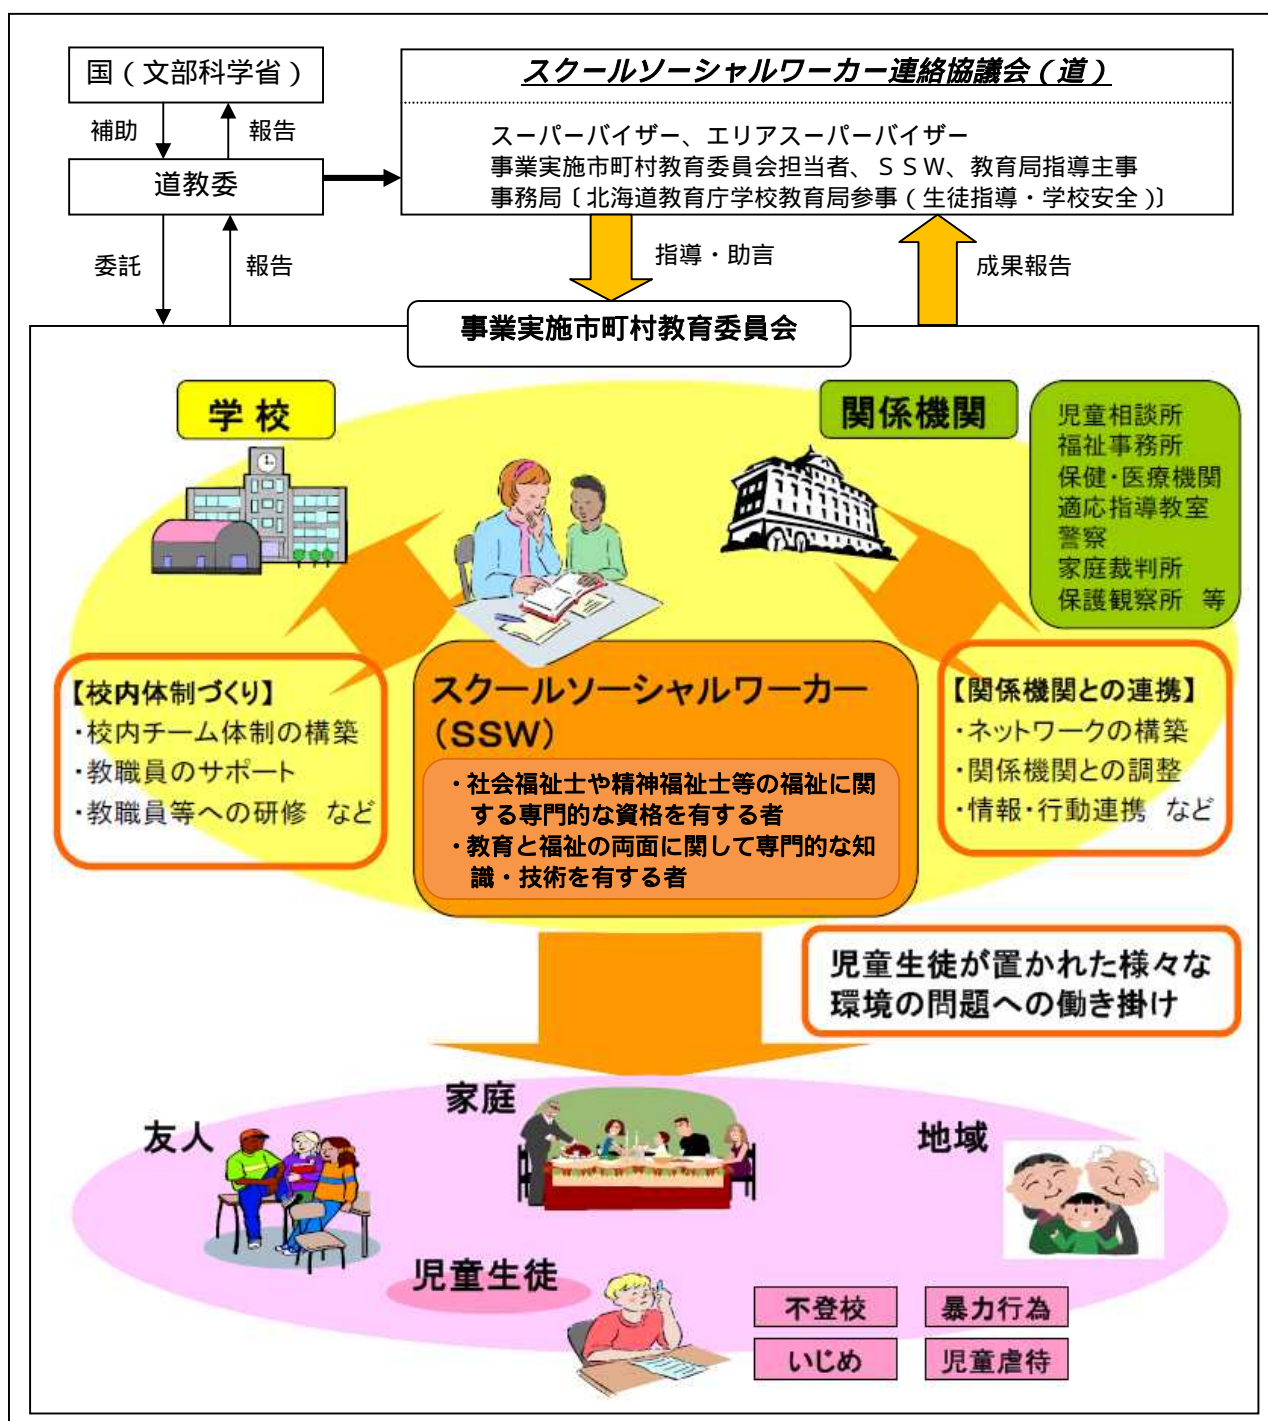 国（文部科学省）
補助
報告
道教委
委託
報告
スクールソーシャルワーカー連絡協議会（道）
スーパーバイザー、エリアスーパーバイザー
事業実施市町村教育委員会担当者、ＳＳＷ、教育局指導主事
事務局〔北海道教育庁学校教育局参事（生徒指導・学校安全）〕
指導・助言
成果報告
事業実施市町村教育委員会
学校
関係機関
児童相談所
福祉事務所
保健・医療機関
適応指導教室
警察
家庭裁判所
保護観察所　等
【校内体制づくり】
・校内チーム体制の構築
・教職員のサポート
・教職員等への研修　など
スクールソーシャルワーカー
（SSW）
・社会福祉士や精神福祉士等の福祉に関
する専門的な資格を有する者
・教育と福祉の両面に関して専門的な知
識・技術を有する者
【関係機関との連携】
・ネットワークの構築
・関係機関との調整
・情報・行動連携　など
児童生徒が置かれた様々な
環境の問題への働き掛け
家庭
友人
地域
児童生徒
不登校
暴力行為
いじめ
児童虐待